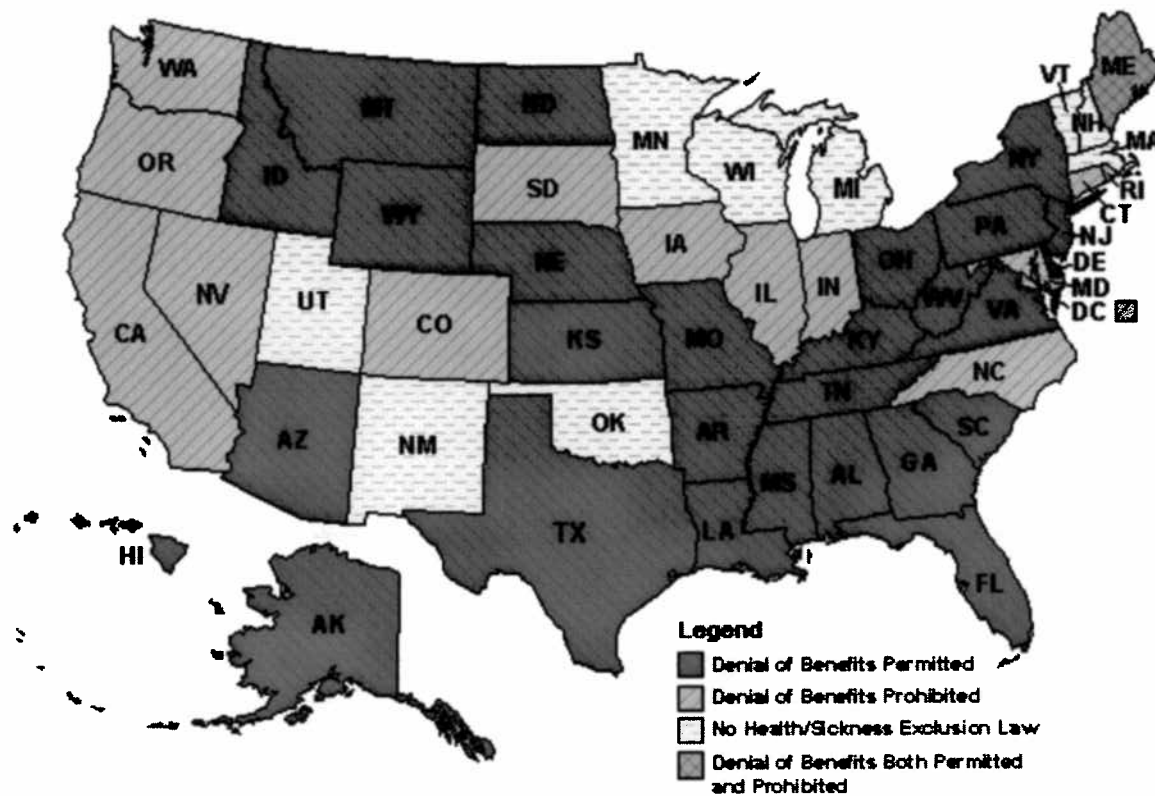 WA
MT
ND
MN
VT
ME
NH
MA
OR
ID
SD
WI
MI
NY
RI
CT
WY
IA
PA
NJ
NE
OH
DE
NV
UT
IL
IN
MD
WV
VA
DC
CA
CO
KS
MO
KY
NC
TN
AZ
NM
OK
AR
SC
MS
AL
GA
TX
LA
HI
FL
AK
Legend
Denial of Benefits Permitted
Denial of Benefits Prohibited
No Health/Sickness Exclusion Law
Denial of Benefits Both Permitted
and Prohibited